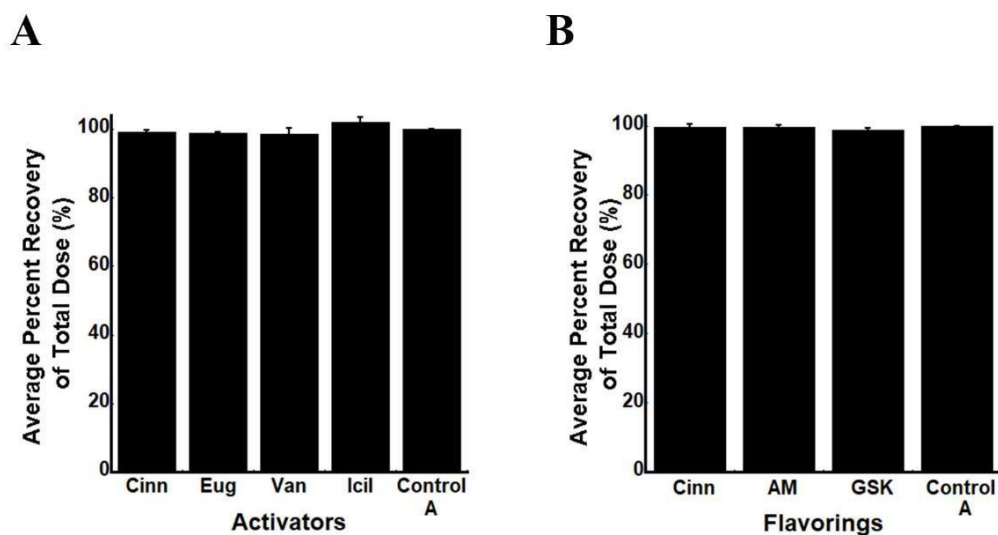 A
Average Percent Recovery
of Total Dose (%)
100
80
60
40
20
0
Cinn Eug Van Icil Control
A
Activators
B
Average Percent Recovery
of Total Dose (%)
100
80
60
40
20
0
Cinn AM GSK Control
A
Flavorings